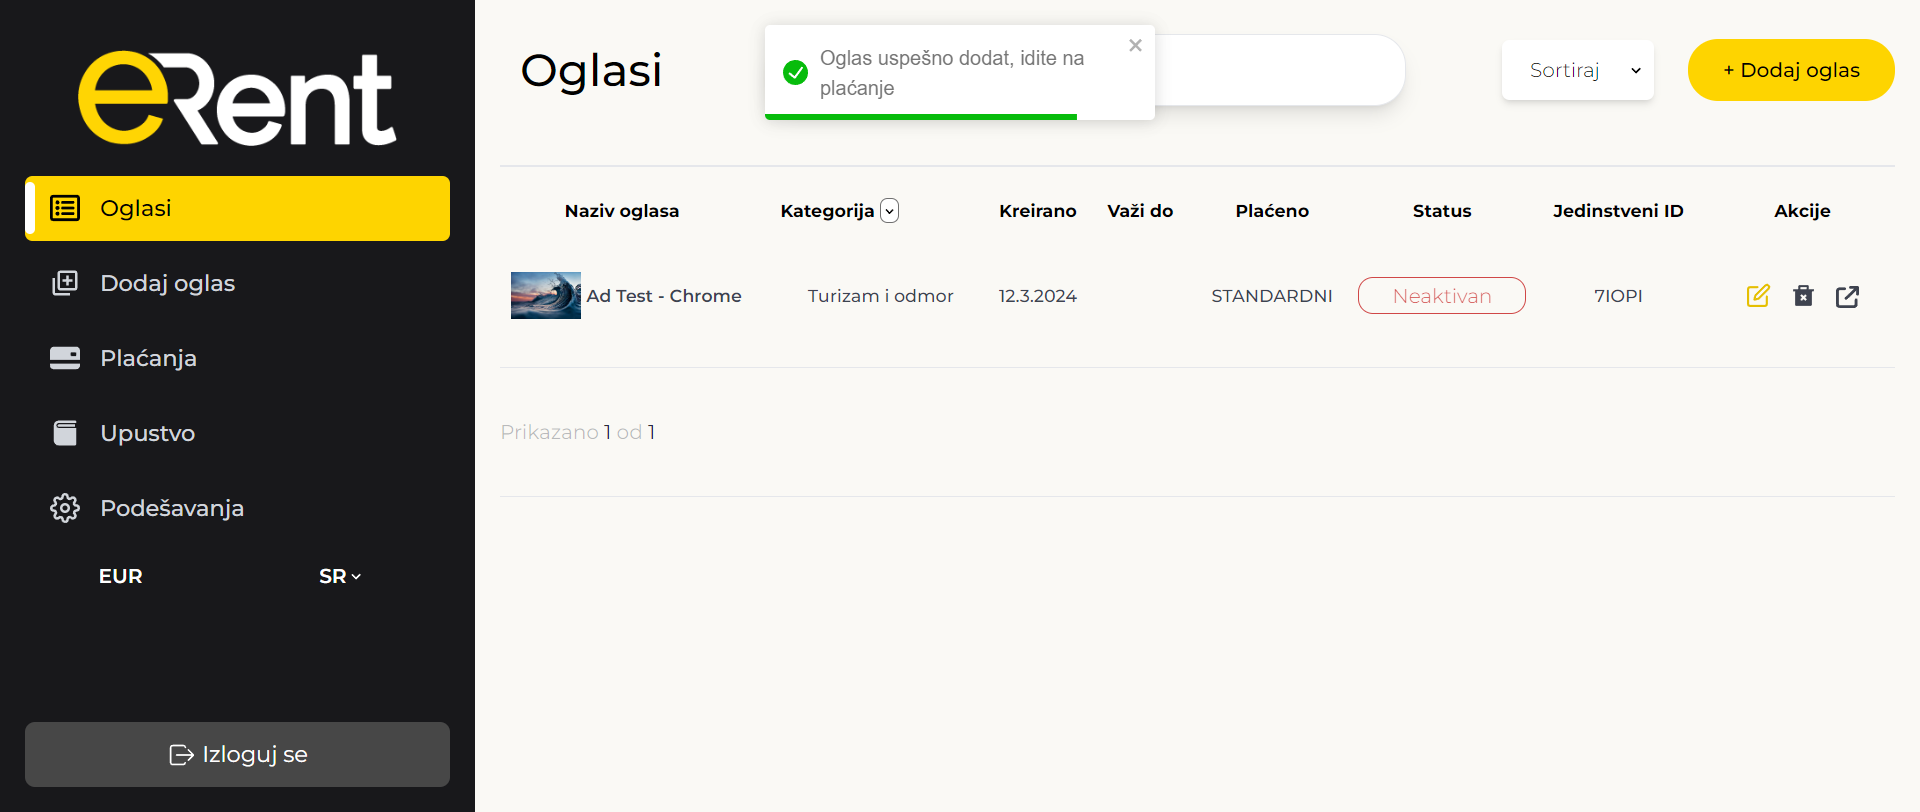 eRent
Oglasi
Dodaj oglas
Plaćanja
Upustvo
Podešavanja
EUR SR
Izloguj se
Oglasi
Oglas uspešno dodat, idite na
plaćanje
Sortiraj
+ Dodaj oglas
Naziv oglasa Kategorija Kreirano Važi do Plaćeno Status Jedinstveni ID Akcije
Ad Test - Chrome Turizam i odmor 12.3.2024 STANDARDNI Neaktivan 7IOPI
Prikazano 1 od 1